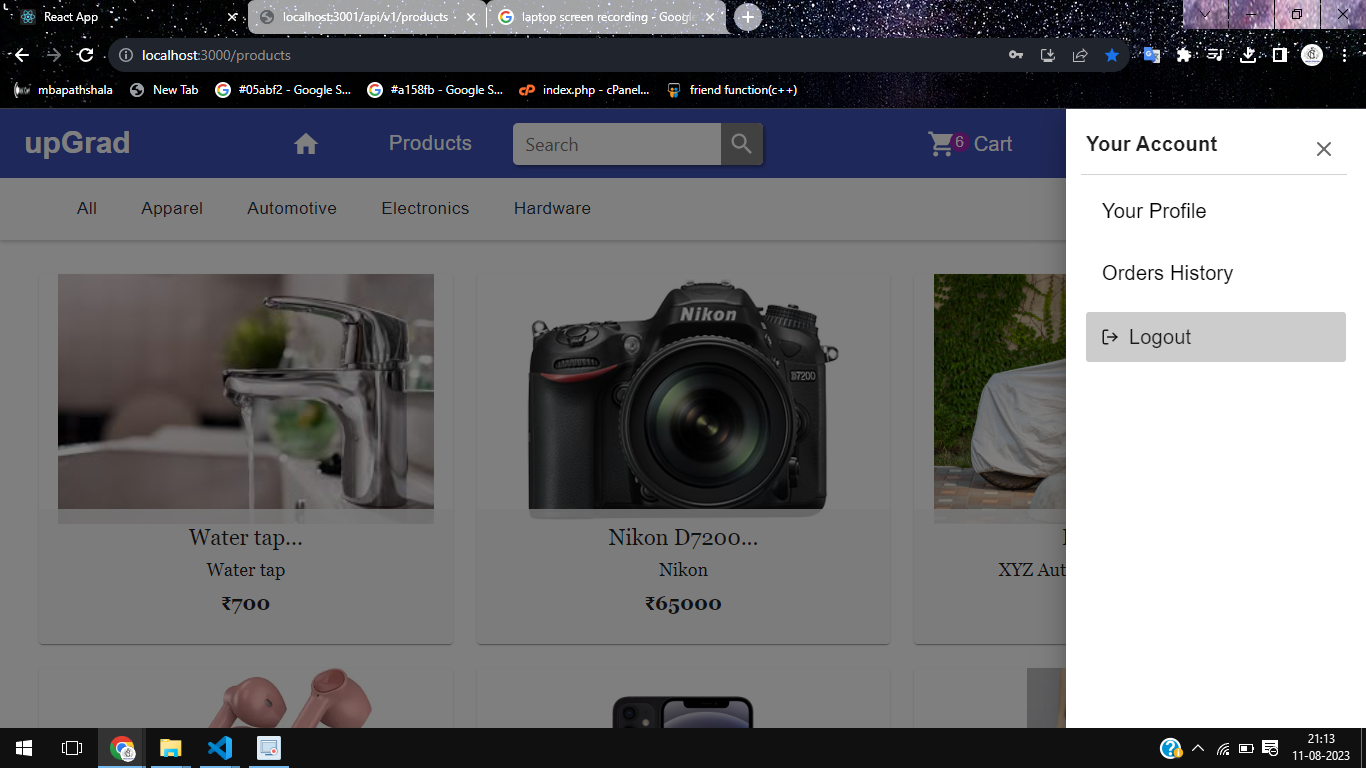 React App
localhost:3001/api/v1/products
laptop screen recording - Google
localhost:3000/products
mbapathshala
New Tab
#05abf2 - Google S...
#a158fb - Google S...
index.php - cPanel...
friend function(c++)
upGrad
Products
Search
6
Cart
Your Account
All
Apparel
Automotive
Electronics
Hardware
Your Profile
Orders History
Logout
Nikon
D7200
Water tap...
Water tap
₹700
Nikon D7200...
Nikon
₹65000
XYZ Aut
21:13
11-08-2023